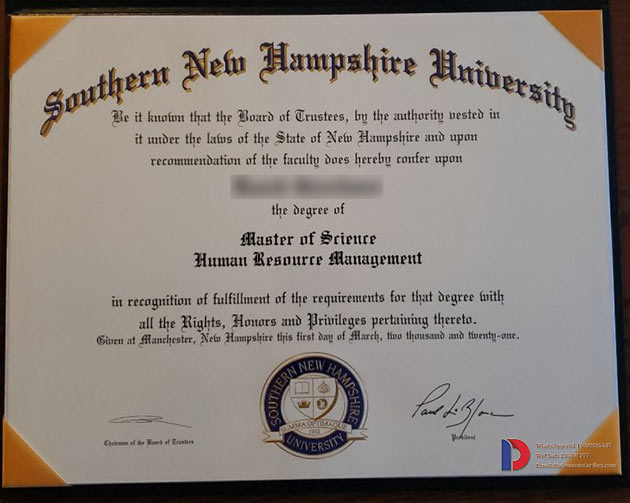 Southern New Hampshire University
Be it known that the Board of Trustees, by the authority vested in
it under the laws of the State of New Hampshire and upon
recommendation of the faculty does hereby confer upon
the degree of
Master of Science
Human Resource Management
in recognition of fulfillment of the requirements for that degree with
all the Rights, Honors and Privileges pertaining thereto.
Given at Manchester, New Hampshire this first day of March, two thousand and twenty-one.
SOUTHERN NEW HAMPSHIRE
UNIVERSITY
1932
Chairman of the Board of Trustees
President
WhatsApp
WeChat
Email